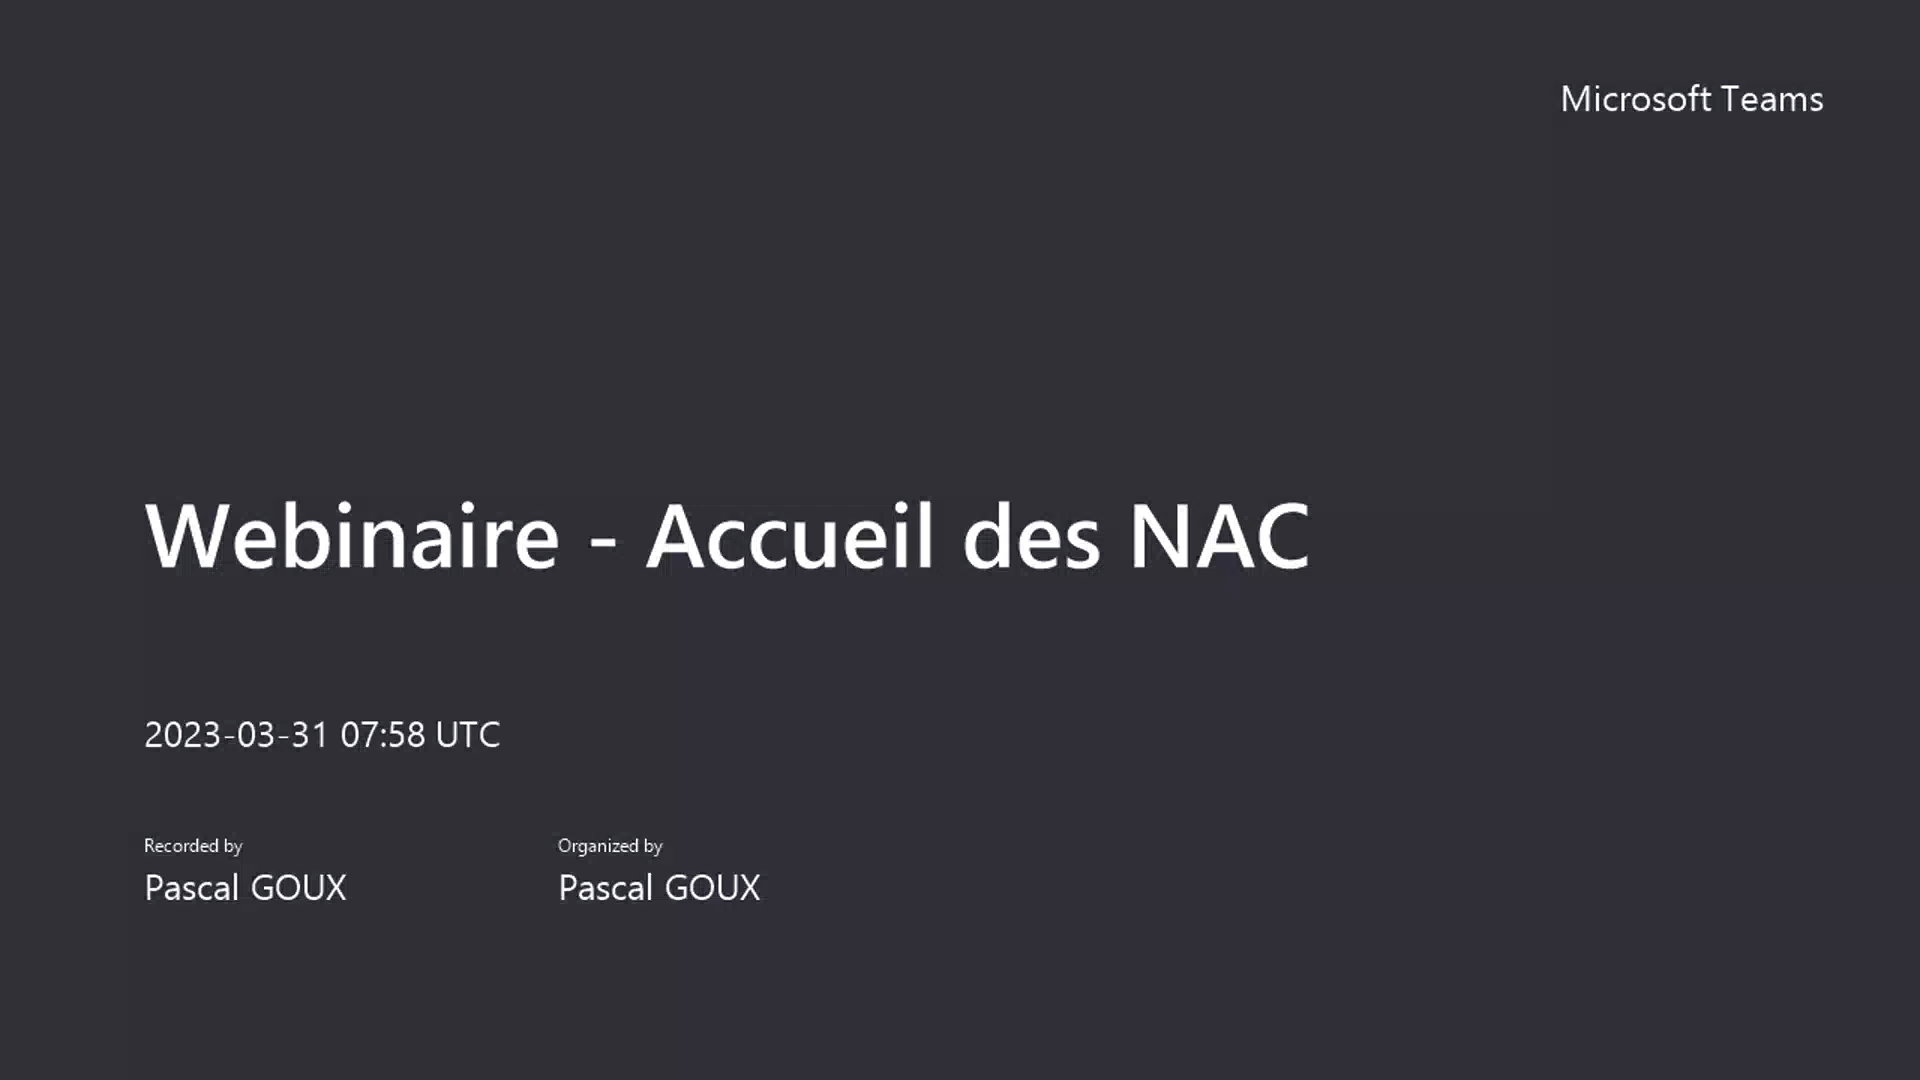 Microsoft Teams
Webinaire - Accueil des NAC
2023-03-31 07:58 UTC
Recorded by
Pascal GOUX
Organized by
Pascal GOUX